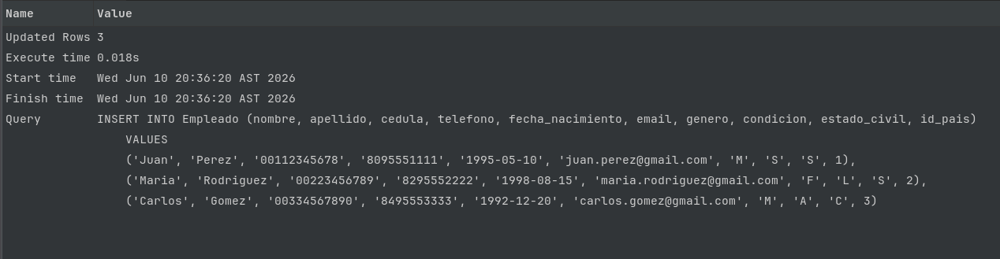 Name Value
Updated Rows 3
Execute time 0.018s
Start time Wed Jun 10 20:36:20 AST 2026
Finish time Wed Jun 10 20:36:20 AST 2026
Query INSERT INTO Empleado (nombre, apellido, cedula, telefono, fecha_nacimiento, email, genero, condicion, estado_civil, id_pais)
VALUES
('Juan', 'Perez', '00112345678', '8095551111', '1995-05-10', 'juan.perez@gmail.com', 'M', 'S', 'S', 1),
('Maria', 'Rodriguez', '00223456789', '8295552222', '1998-08-15', 'maria.rodriguez@gmail.com', 'F', 'L', 'S', 2),
('Carlos', 'Gomez', '00334567890', '8495553333', '1992-12-20', 'carlos.gomez@gmail.com', 'M', 'A', 'C', 3)